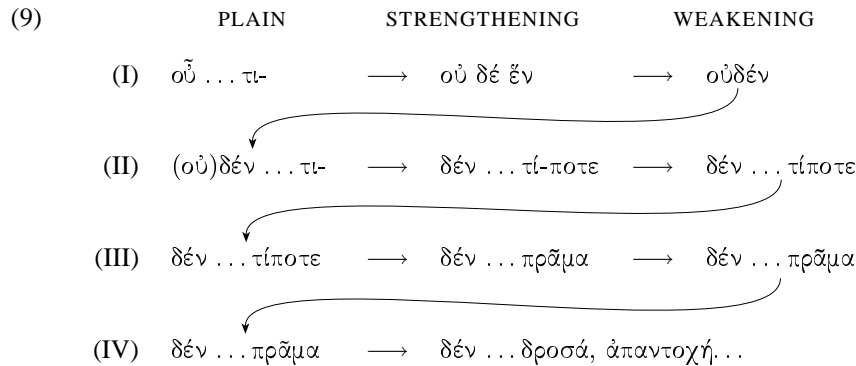 (9) PLAIN STRENGTHENING WEAKENING
(I) οὖ … τι- ⟶ οὐ δέ ἕν ⟶ οὐδέν
(II) (οὐ)δέν … τι- ⟶ δέν … τί-ποτε ⟶ δέν … τίποτε
(III) δέν … τίποτε ⟶ δέν … πρᾶμα ⟶ δέν … πρᾶμα
(IV) δέν … πρᾶμα ⟶ δέν … δροσά, ἀπαντοχή…